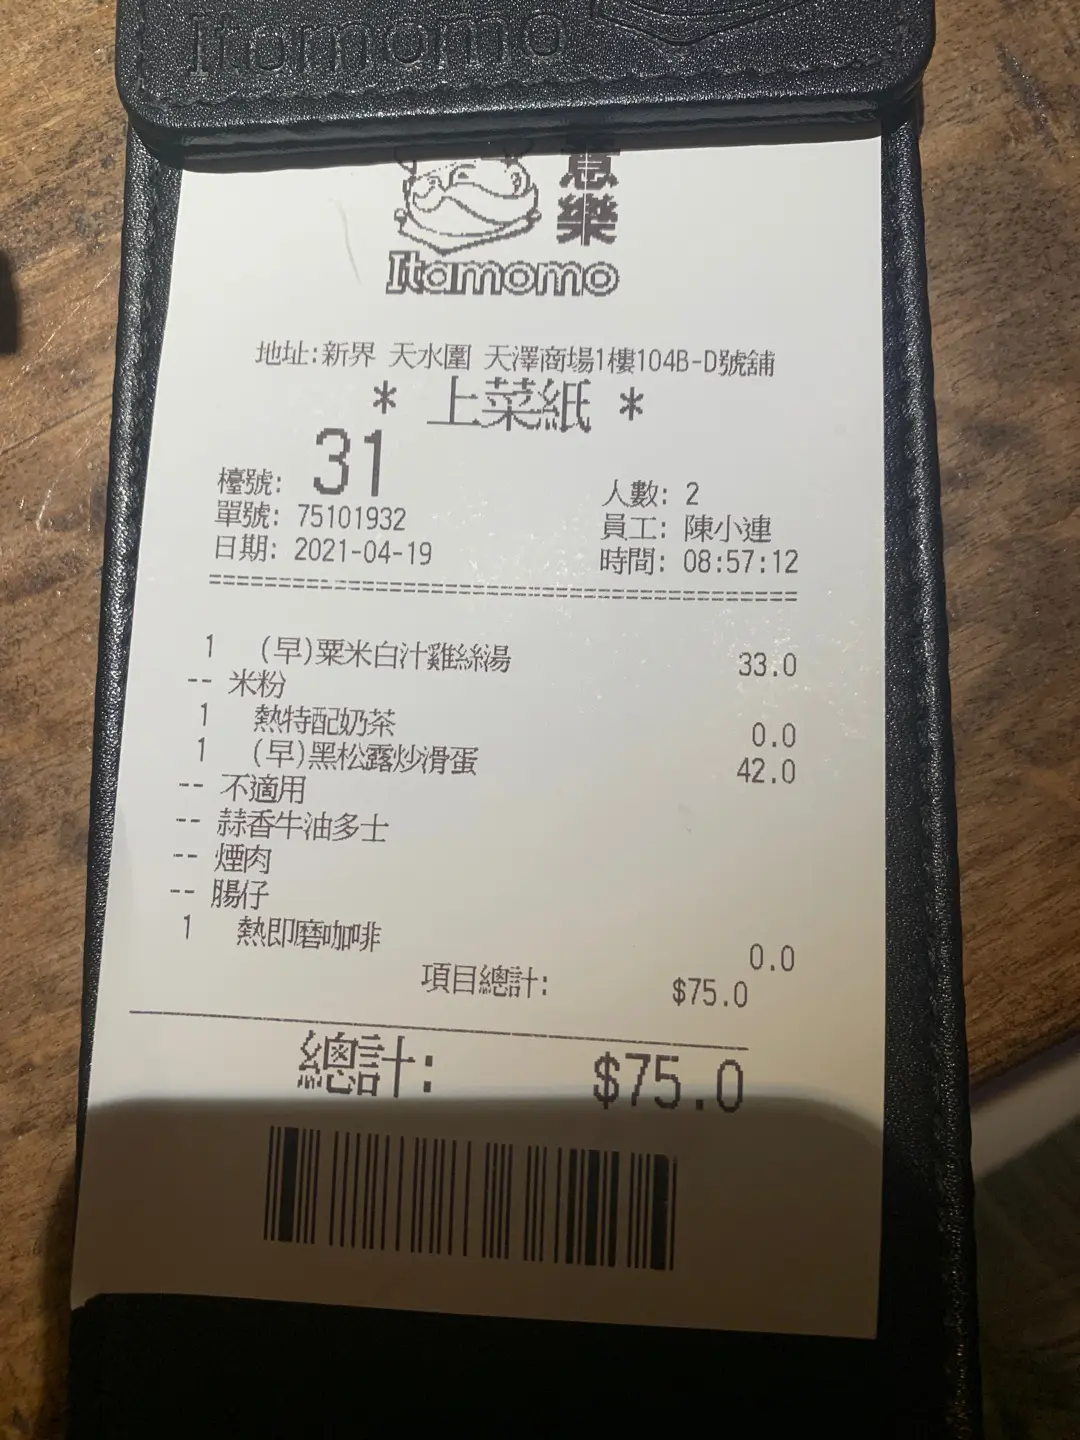 Itamomo
意
樂
Itamomo
地址:新界 天水圍 天澤商場1樓104B-D號舖
* 上菜紙 *
檯號: 31
人數: 2
單號: 75101932
員工: 陳小連
日期: 2021-04-19
時間: 08:57:12
==========================================
1 (早)粟米白汁雞絲湯 33.0
-- 米粉
1 熱特配奶茶 0.0
1 (早)黑松露炒滑蛋 42.0
-- 不適用
-- 蒜香牛油多士
-- 煙肉
-- 腸仔
1 熱即磨咖啡 0.0
項目總計: $75.0
總計: $75.0